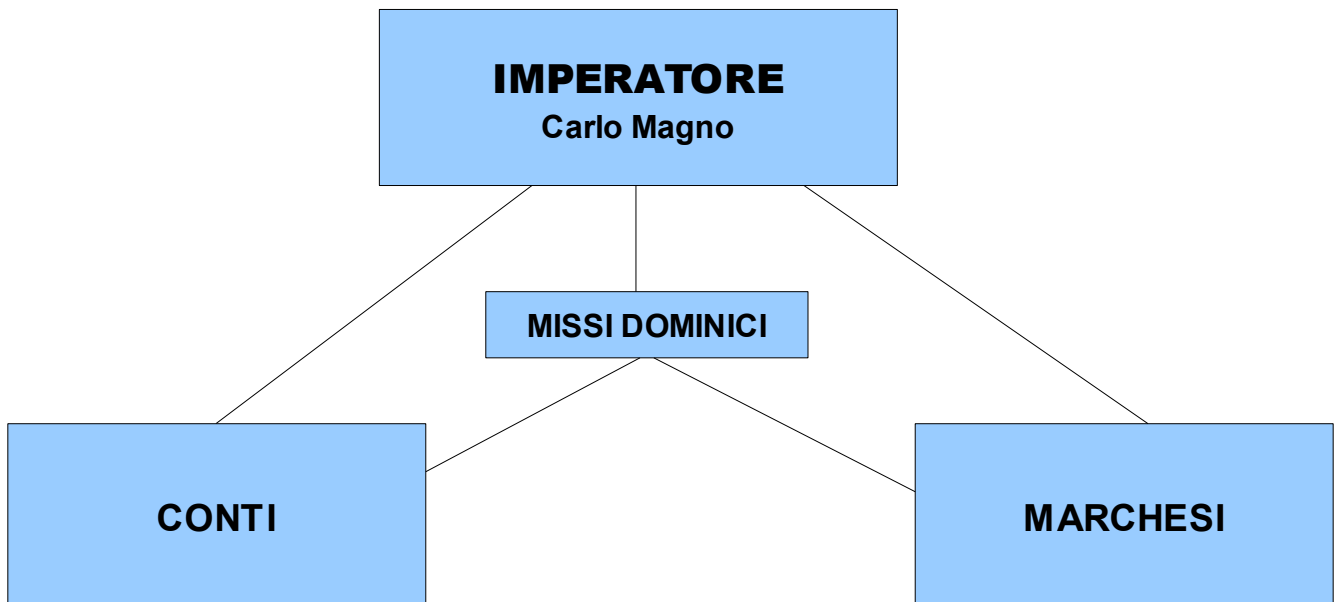 IMPERATORE
Carlo Magno
MISSI DOMINICI
CONTI
MARCHESI